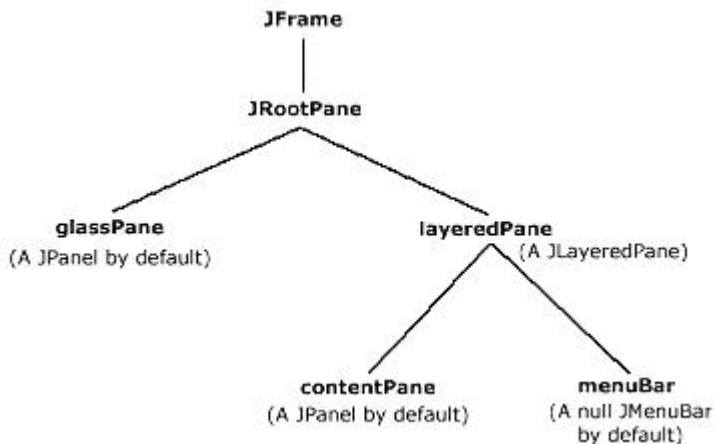 JFrame
JRootPane
glassPane
(A JPanel by default)
layeredPane
(A JLayeredPane)
contentPane
(A JPanel by default)
menuBar
(A null JMenuBar
by default)